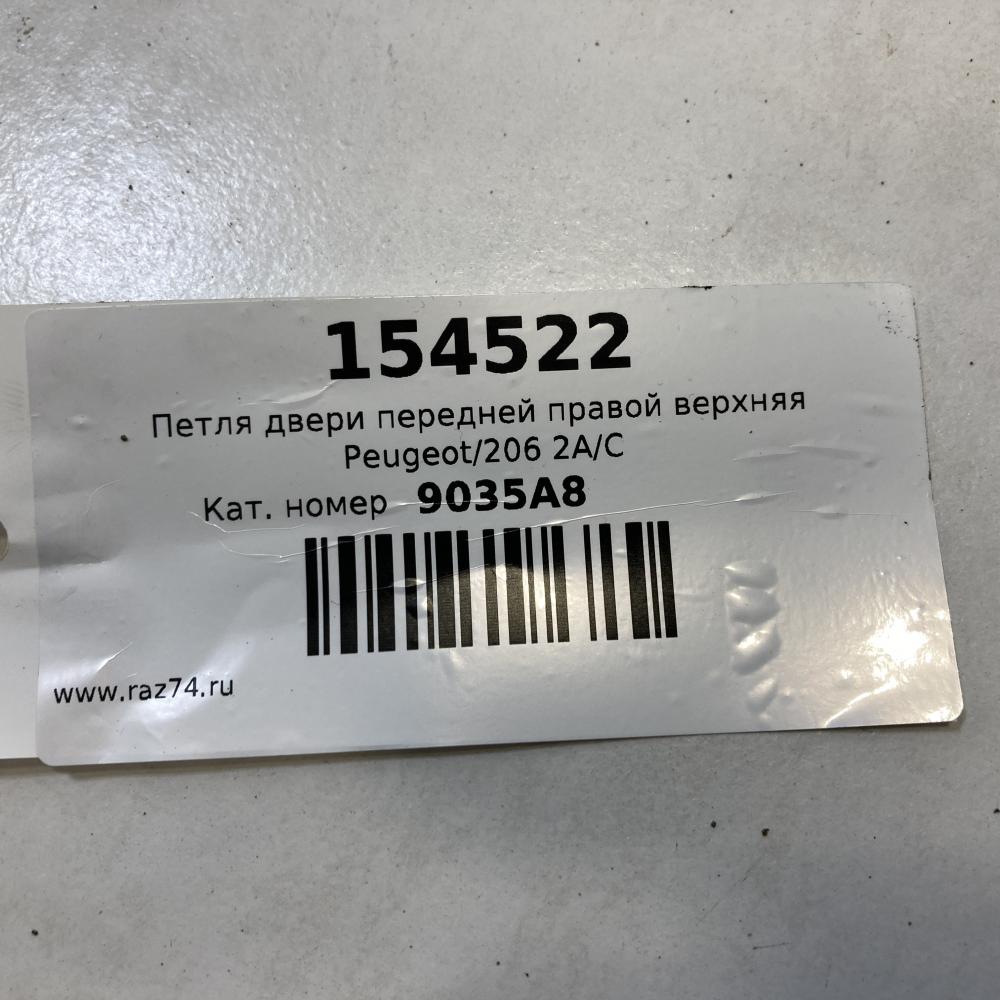 154522
Петля двери передней правой верхняя
Peugeot/206 2A/C
Кат. номер 9035A8
www.raz74.ru